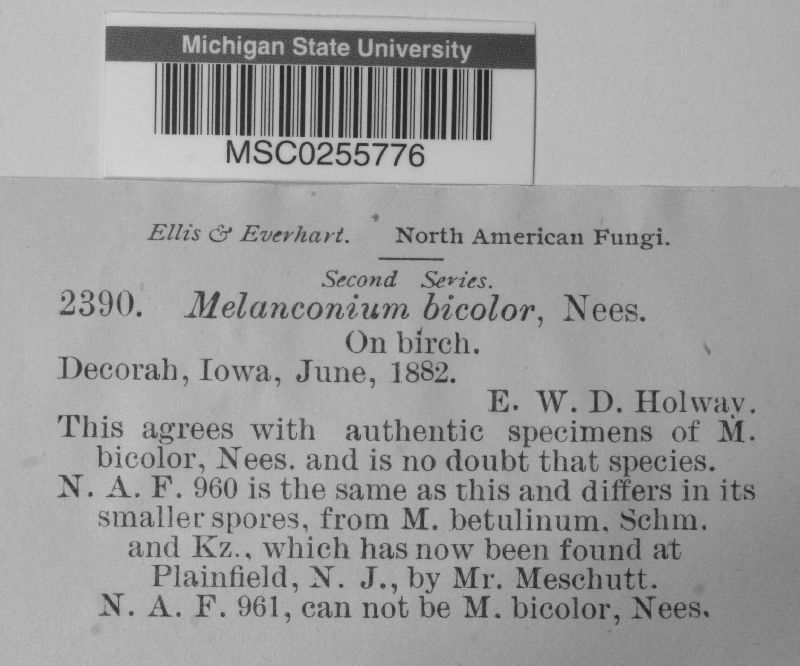 Michigan State University
MSC0255776
Ellis & Everhart. North American Fungi.
Second Series.
2390. Melanconium bicolor, Nees.
On birch.
Decorah, Iowa, June, 1882.
E. W. D. Holway.
This agrees with authentic specimens of M.
bicolor, Nees. and is no doubt that species.
N. A. F. 960 is the same as this and differs in its
smaller spores, from M. betulinum, Schm.
and Kz., which has now been found at
Plainfield, N. J., by Mr. Meschutt.
N. A. F. 961, can not be M. bicolor, Nees.